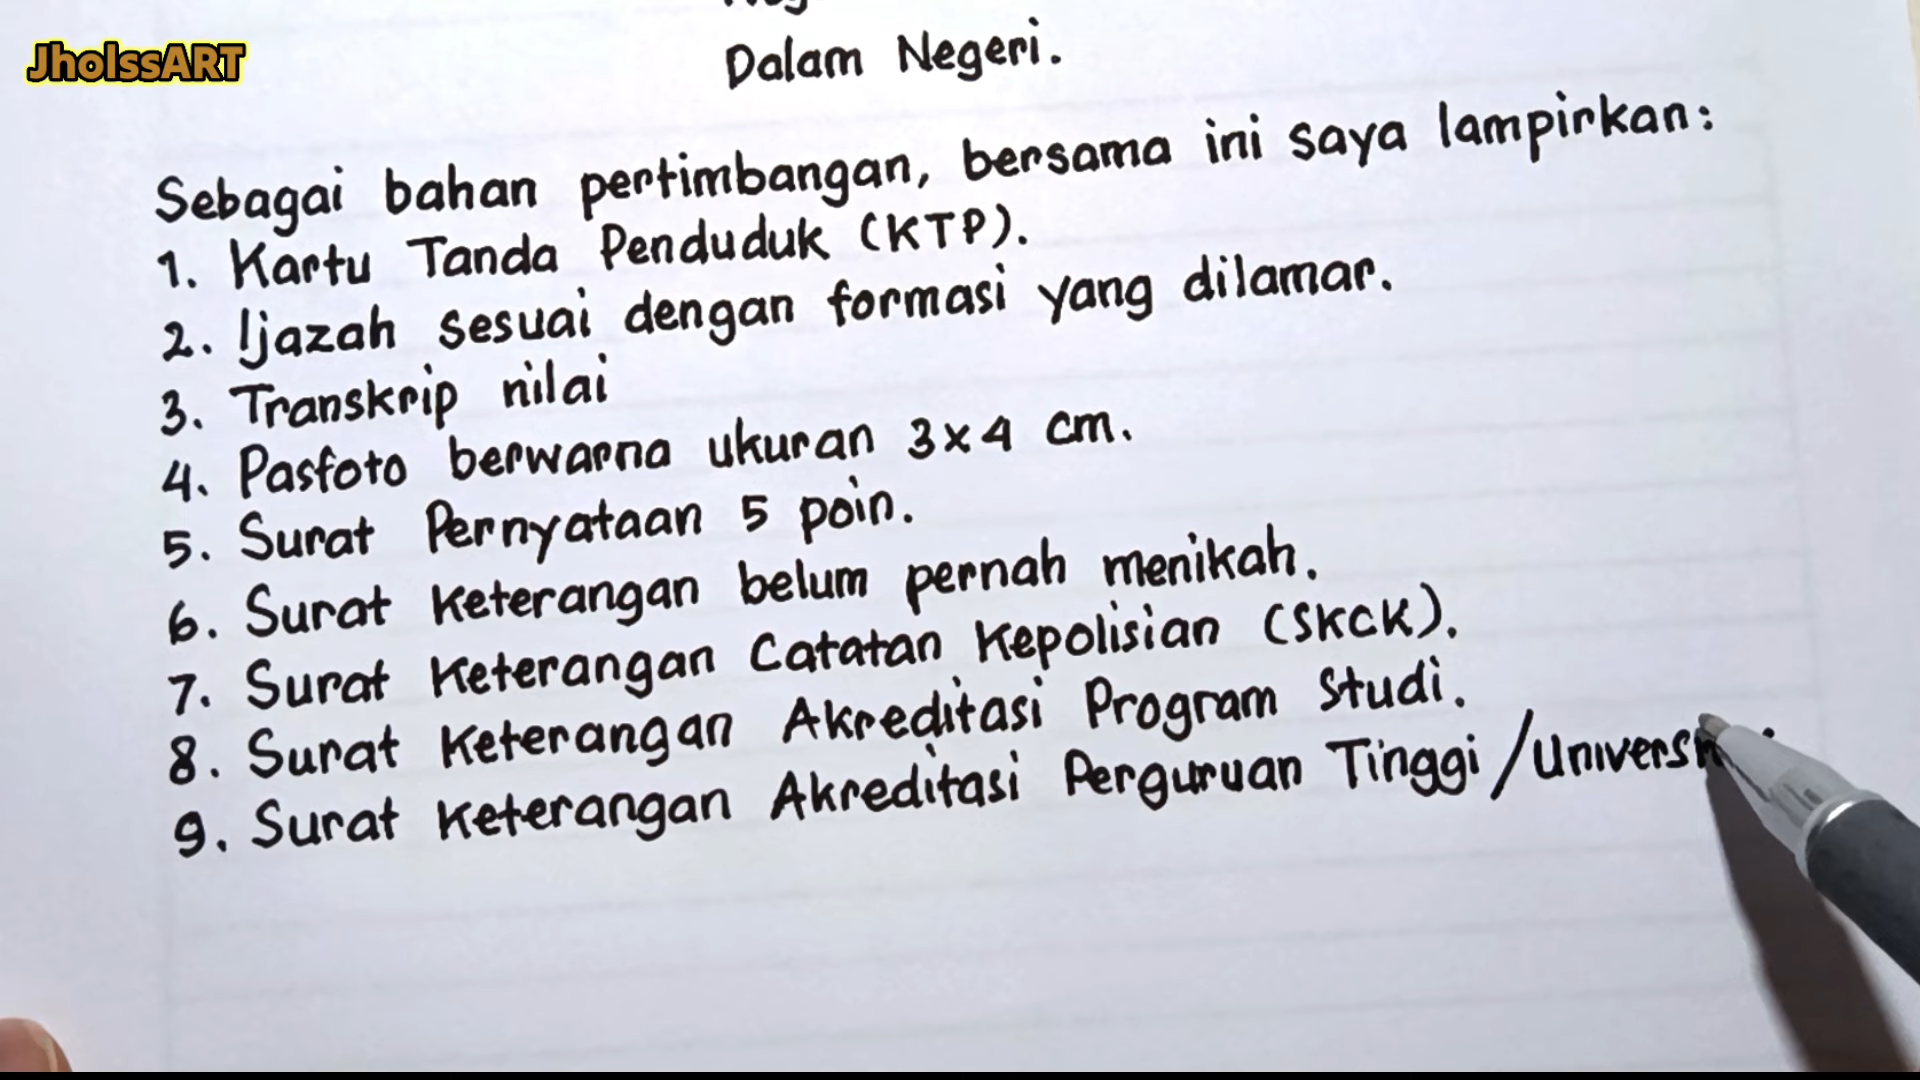 JholssART
Dalam Negeri.
Sebagai bahan pertimbangan, bersama ini saya lampirkan:
1. Kartu Tanda Penduduk (KTP).
2. Ijazah sesuai dengan formasi yang dilamar.
3. Transkrip nilai
4. Pasfoto berwarna ukuran 3x4 cm.
5. Surat Pernyataan 5 poin.
6. Surat Keterangan belum pernah menikah.
7. Surat Keterangan Catatan Kepolisian (SKCK).
8. Surat Keterangan Akreditasi Program Studi.
9. Surat Keterangan Akreditasi Perguruan Tinggi /